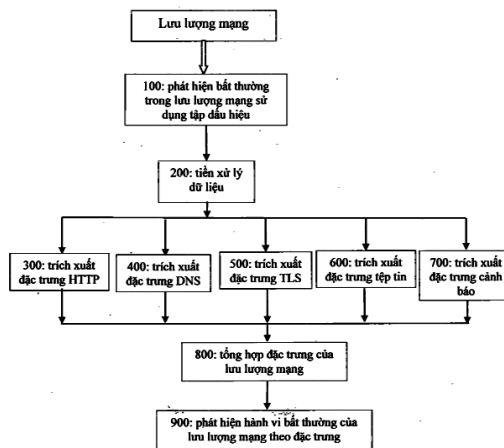 Lưu lượng mạng
100: phát hiện bất thường
trong lưu lượng mạng sử
dụng tập dấu hiệu
200: tiền xử lý
dữ liệu
300: trích xuất
đặc trưng HTTP
400: trích xuất
đặc trưng DNS
500: trích xuất
đặc trưng TLS
600: trích xuất
đặc trưng tệp tin
700: trích xuất
đặc trưng cảnh
báo
800: tổng hợp đặc trưng của
lưu lượng mạng
900: phát hiện hành vi bất thường của
lưu lượng mạng theo đặc trưng